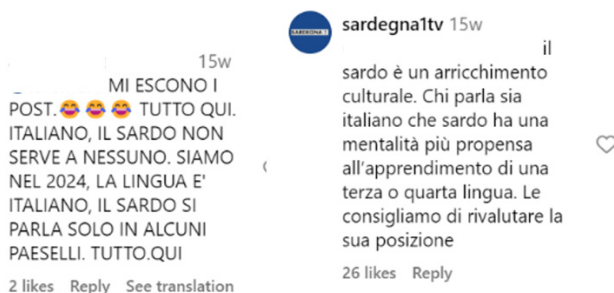 15w
MI ESCONO I
POST.😂😂😂 TUTTO QUI.
ITALIANO, IL SARDO NON
SERVE A NESSUNO. SIAMO
NEL 2024, LA LINGUA E'
ITALIANO, IL SARDO SI
PARLA SOLO IN ALCUNI
PAESELLI. TUTTO.QUI
2 likes Reply See translation
SARDEGNA 1
sardegna1tv 15w
il
sardo è un arricchimento
culturale. Chi parla sia
italiano che sardo ha una
mentalità più propensa
all'apprendimento di una
terza o quarta lingua. Le
consigliamo di rivalutare la
sua posizione
26 likes Reply